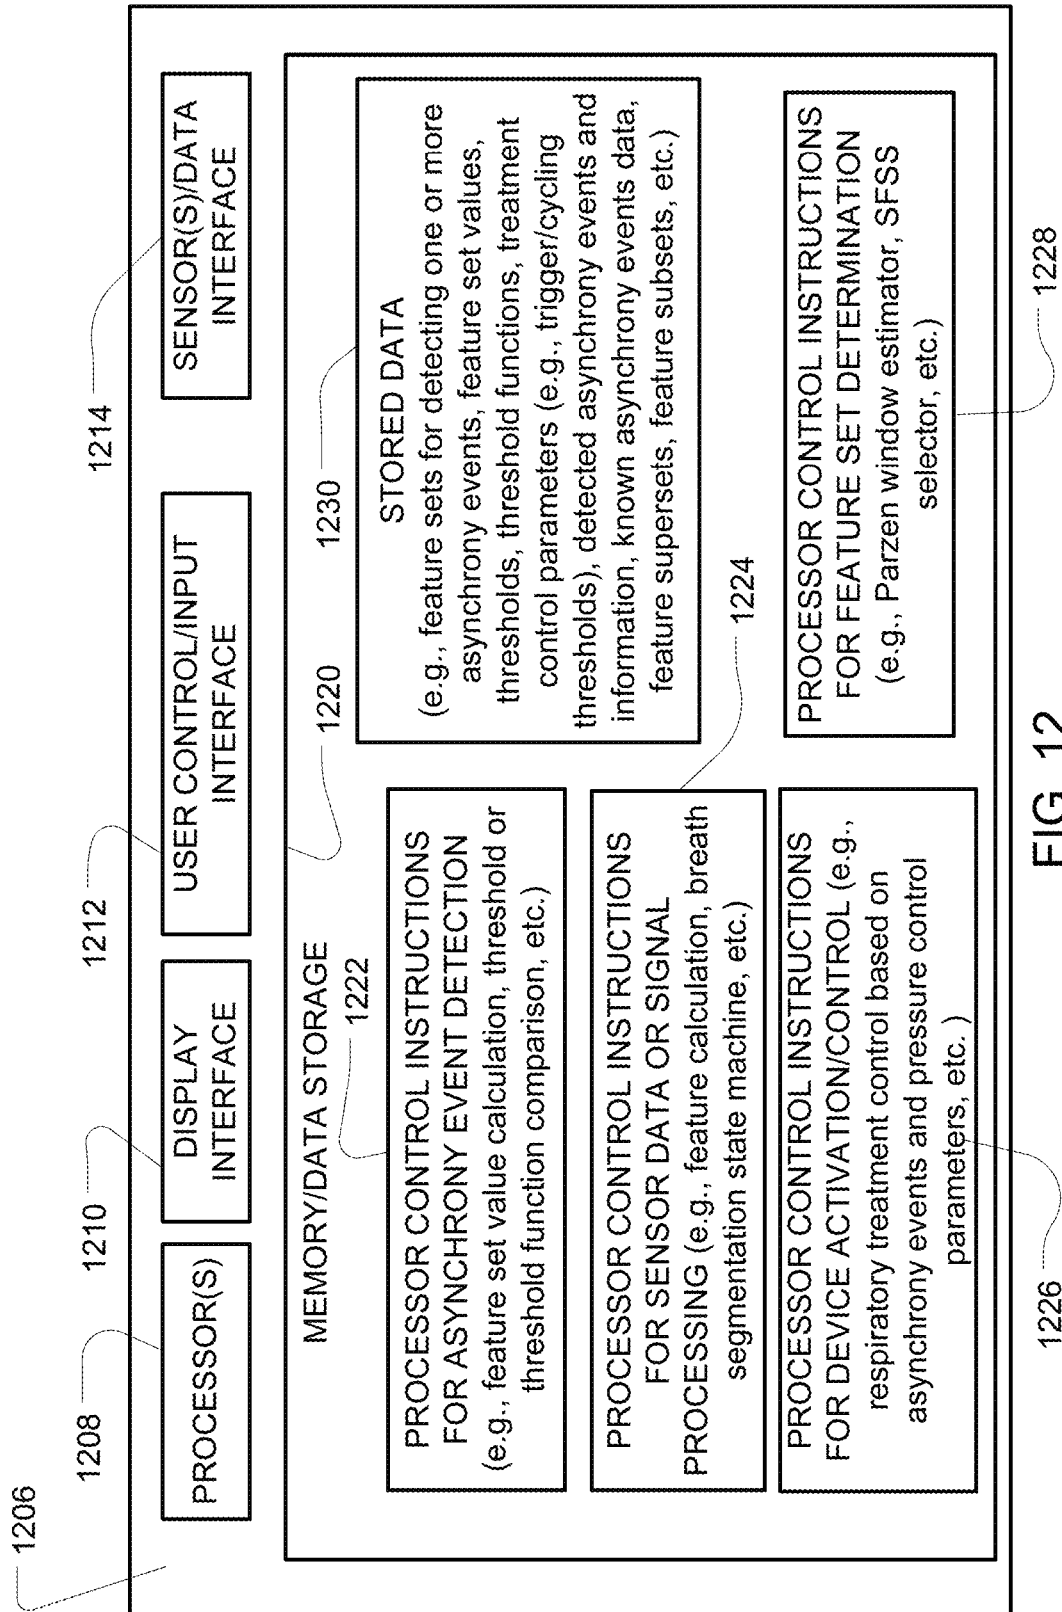 1206
1208
PROCESSOR(S)
1210
DISPLAY
INTERFACE
1212
USER CONTROL/INPUT
INTERFACE
1214
SENSOR(S)/DATA
INTERFACE
MEMORY/DATA STORAGE
1220
1222
PROCESSOR CONTROL INSTRUCTIONS
FOR ASYNCHRONY EVENT DETECTION
(e.g., feature set value calculation, threshold or
threshold function comparison, etc.)
1224
PROCESSOR CONTROL INSTRUCTIONS
FOR SENSOR DATA OR SIGNAL
PROCESSING (e.g., feature calculation, breath
segmentation state machine, etc.)
PROCESSOR CONTROL INSTRUCTIONS
FOR DEVICE ACTIVATION/CONTROL (e.g.,
respiratory treatment control based on
asynchrony events and pressure control
parameters, etc. )
1226
1230
STORED DATA
(e.g., feature sets for detecting one or more
asynchrony events, feature set values,
thresholds, threshold functions, treatment
control parameters (e.g., trigger/cycling
thresholds), detected asynchrony events and
information, known asynchrony events data,
feature supersets, feature subsets, etc.)
PROCESSOR CONTROL INSTRUCTIONS
FOR FEATURE SET DETERMINATION
(e.g., Parzen window estimator, SFSS
selector, etc.)
1228
FIG. 12